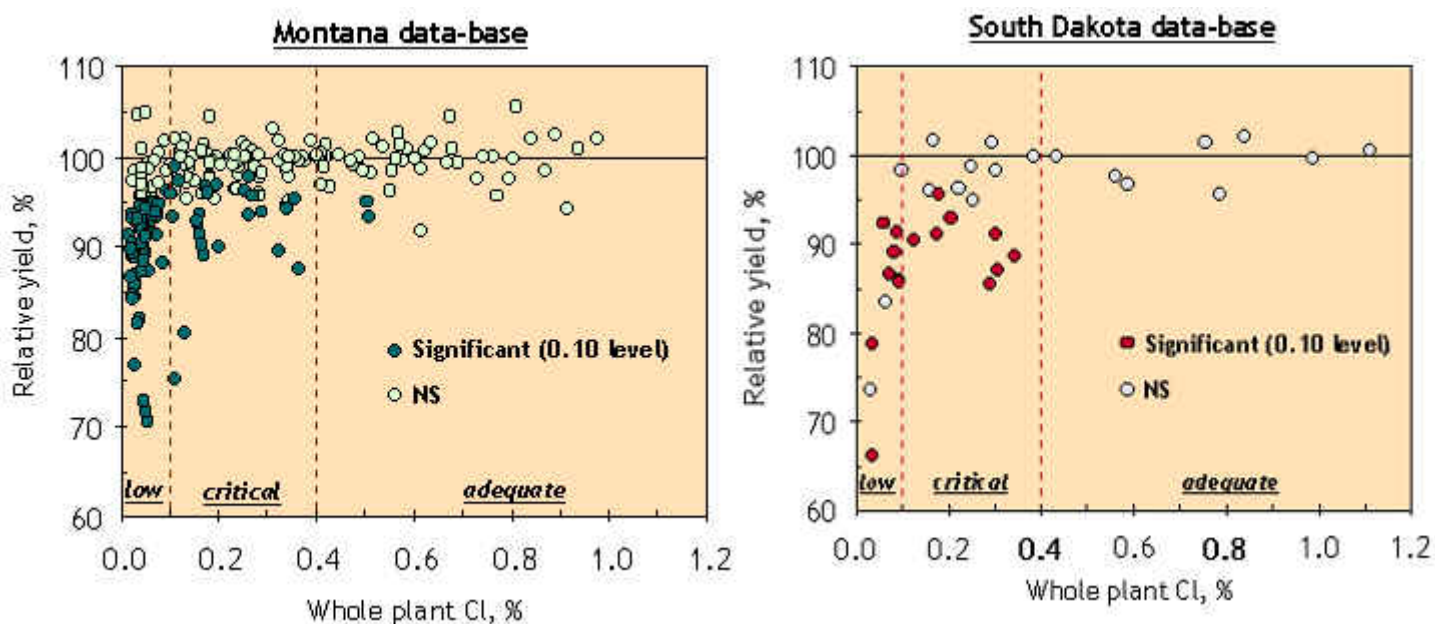 Montana data-base
110
100
90
80
70
60
Relative yield, %
Significant (0.10 level)
NS
low critical adequate
0.0 0.2 0.4 0.6 0.8 1.0 1.2
Whole plant Cl, %
South Dakota data-base
110
100
90
80
70
60
Relative yield, %
Significant (0.10 level)
NS
low critical adequate
0.0 0.2 0.4 0.6 0.8 1.0 1.2
Whole plant Cl, %